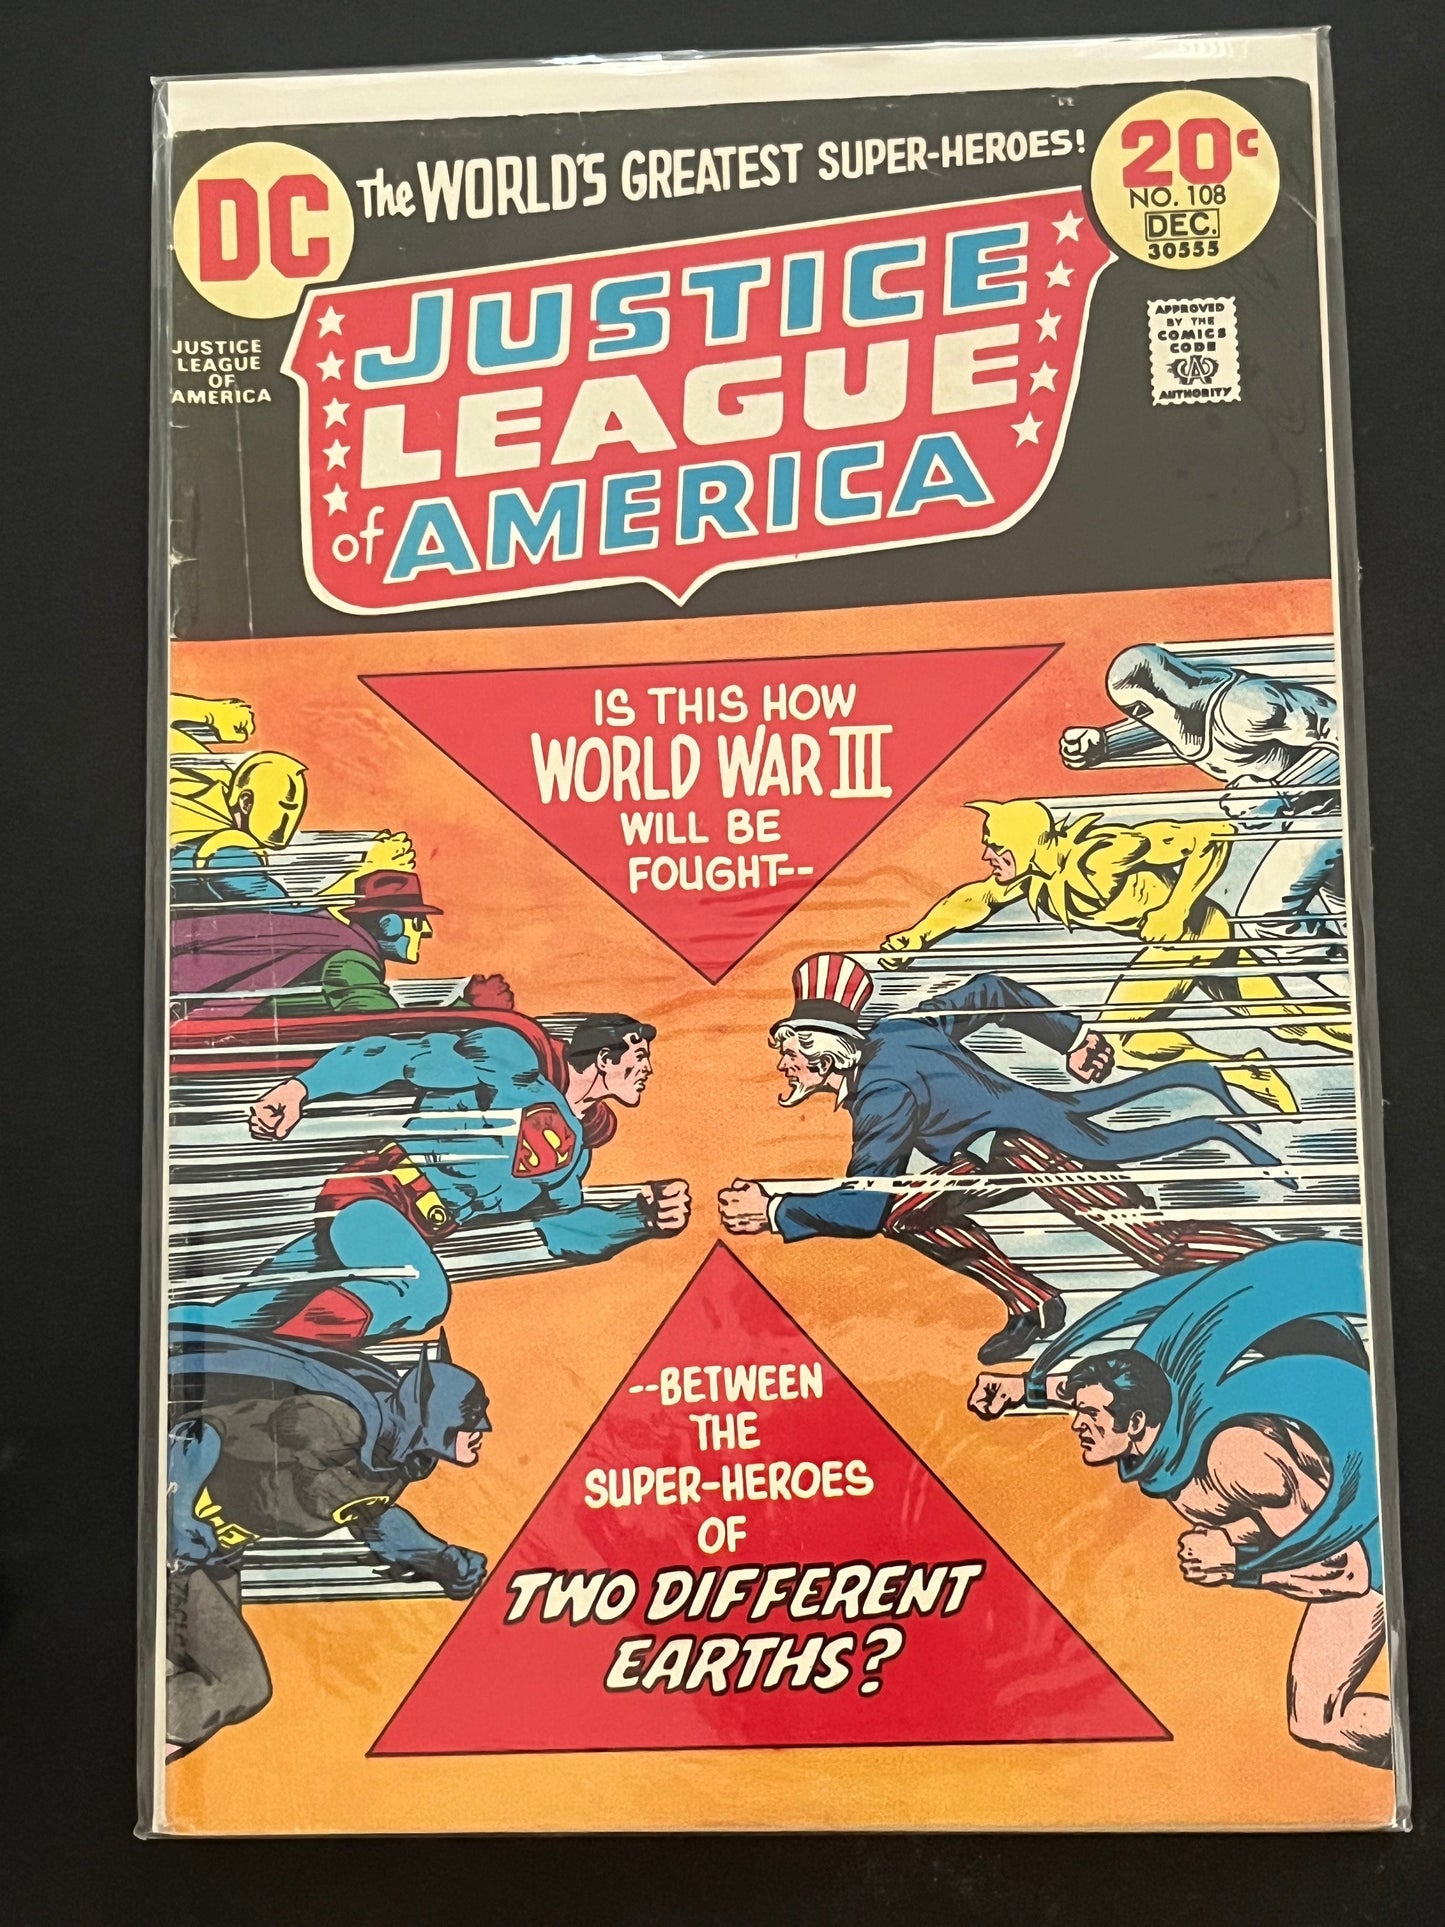 DC
The WORLD'S GREATEST SUPER-HEROES!
20c
NO. 108
DEC.
30555
JUSTICE
LEAGUE
OF
AMERICA
JUSTICE
LEAGUE
of AMERICA
APPROVED
BY THE
COMICS
CODE
AUTHORITY
IS THIS HOW
WORLD WAR III
WILL BE
FOUGHT--
S
--BETWEEN
THE
SUPER-HEROES
OF
TWO DIFFERENT
EARTHS?